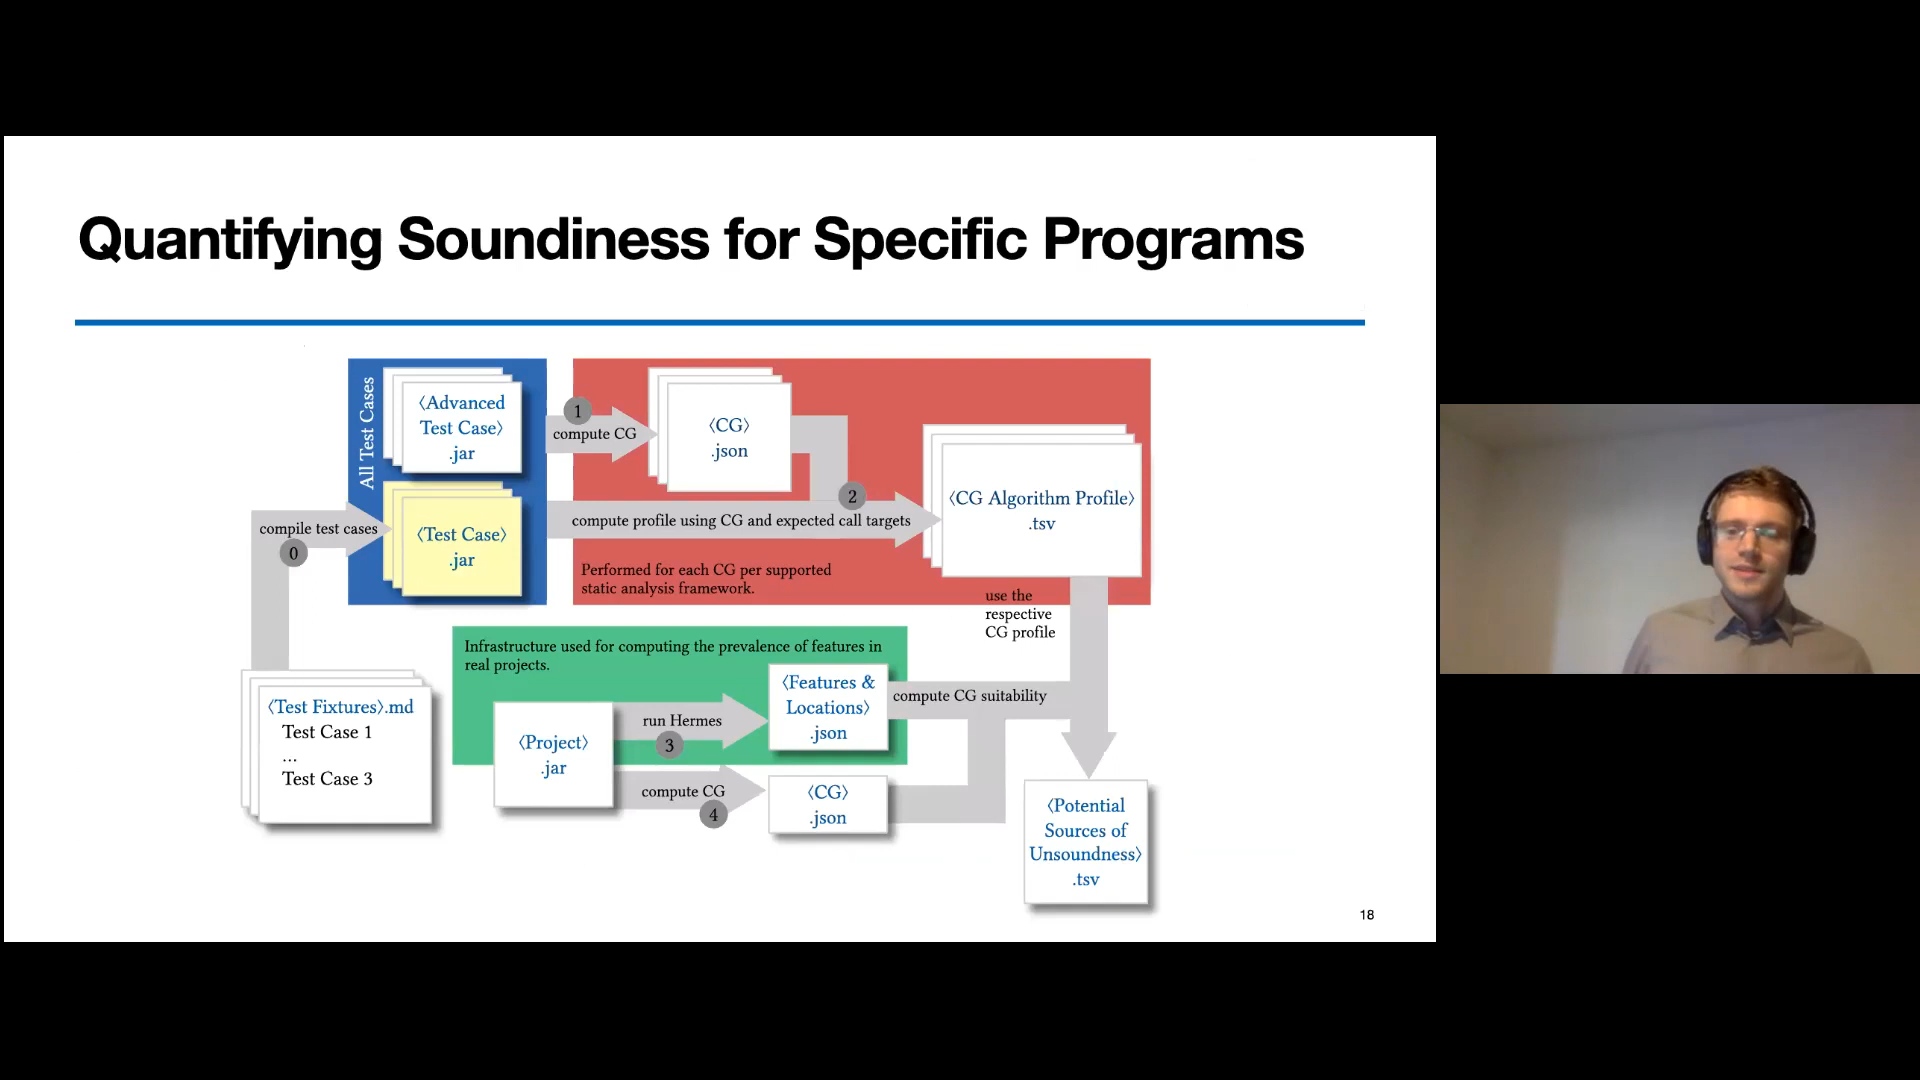 Quantifying Soundiness for Specific Programs
All Test Cases
〈Advanced
Test Case〉
.jar
1
compute CG
〈CG〉
.json
2
〈CG Algorithm Profile〉
.tsv
compile test cases
0
〈Test Case〉
.jar
compute profile using CG and expected call targets
Performed for each CG per supported
static analysis framework.
use the
respective
CG profile
Infrastructure used for computing the prevalence of features in
real projects.
〈Test Fixtures〉.md
Test Case 1
...
Test Case 3
〈Project〉
.jar
run Hermes
3
〈Features &
Locations〉
.json
compute CG suitability
compute CG
4
〈CG〉
.json
〈Potential
Sources of
Unsoundness〉
.tsv
18